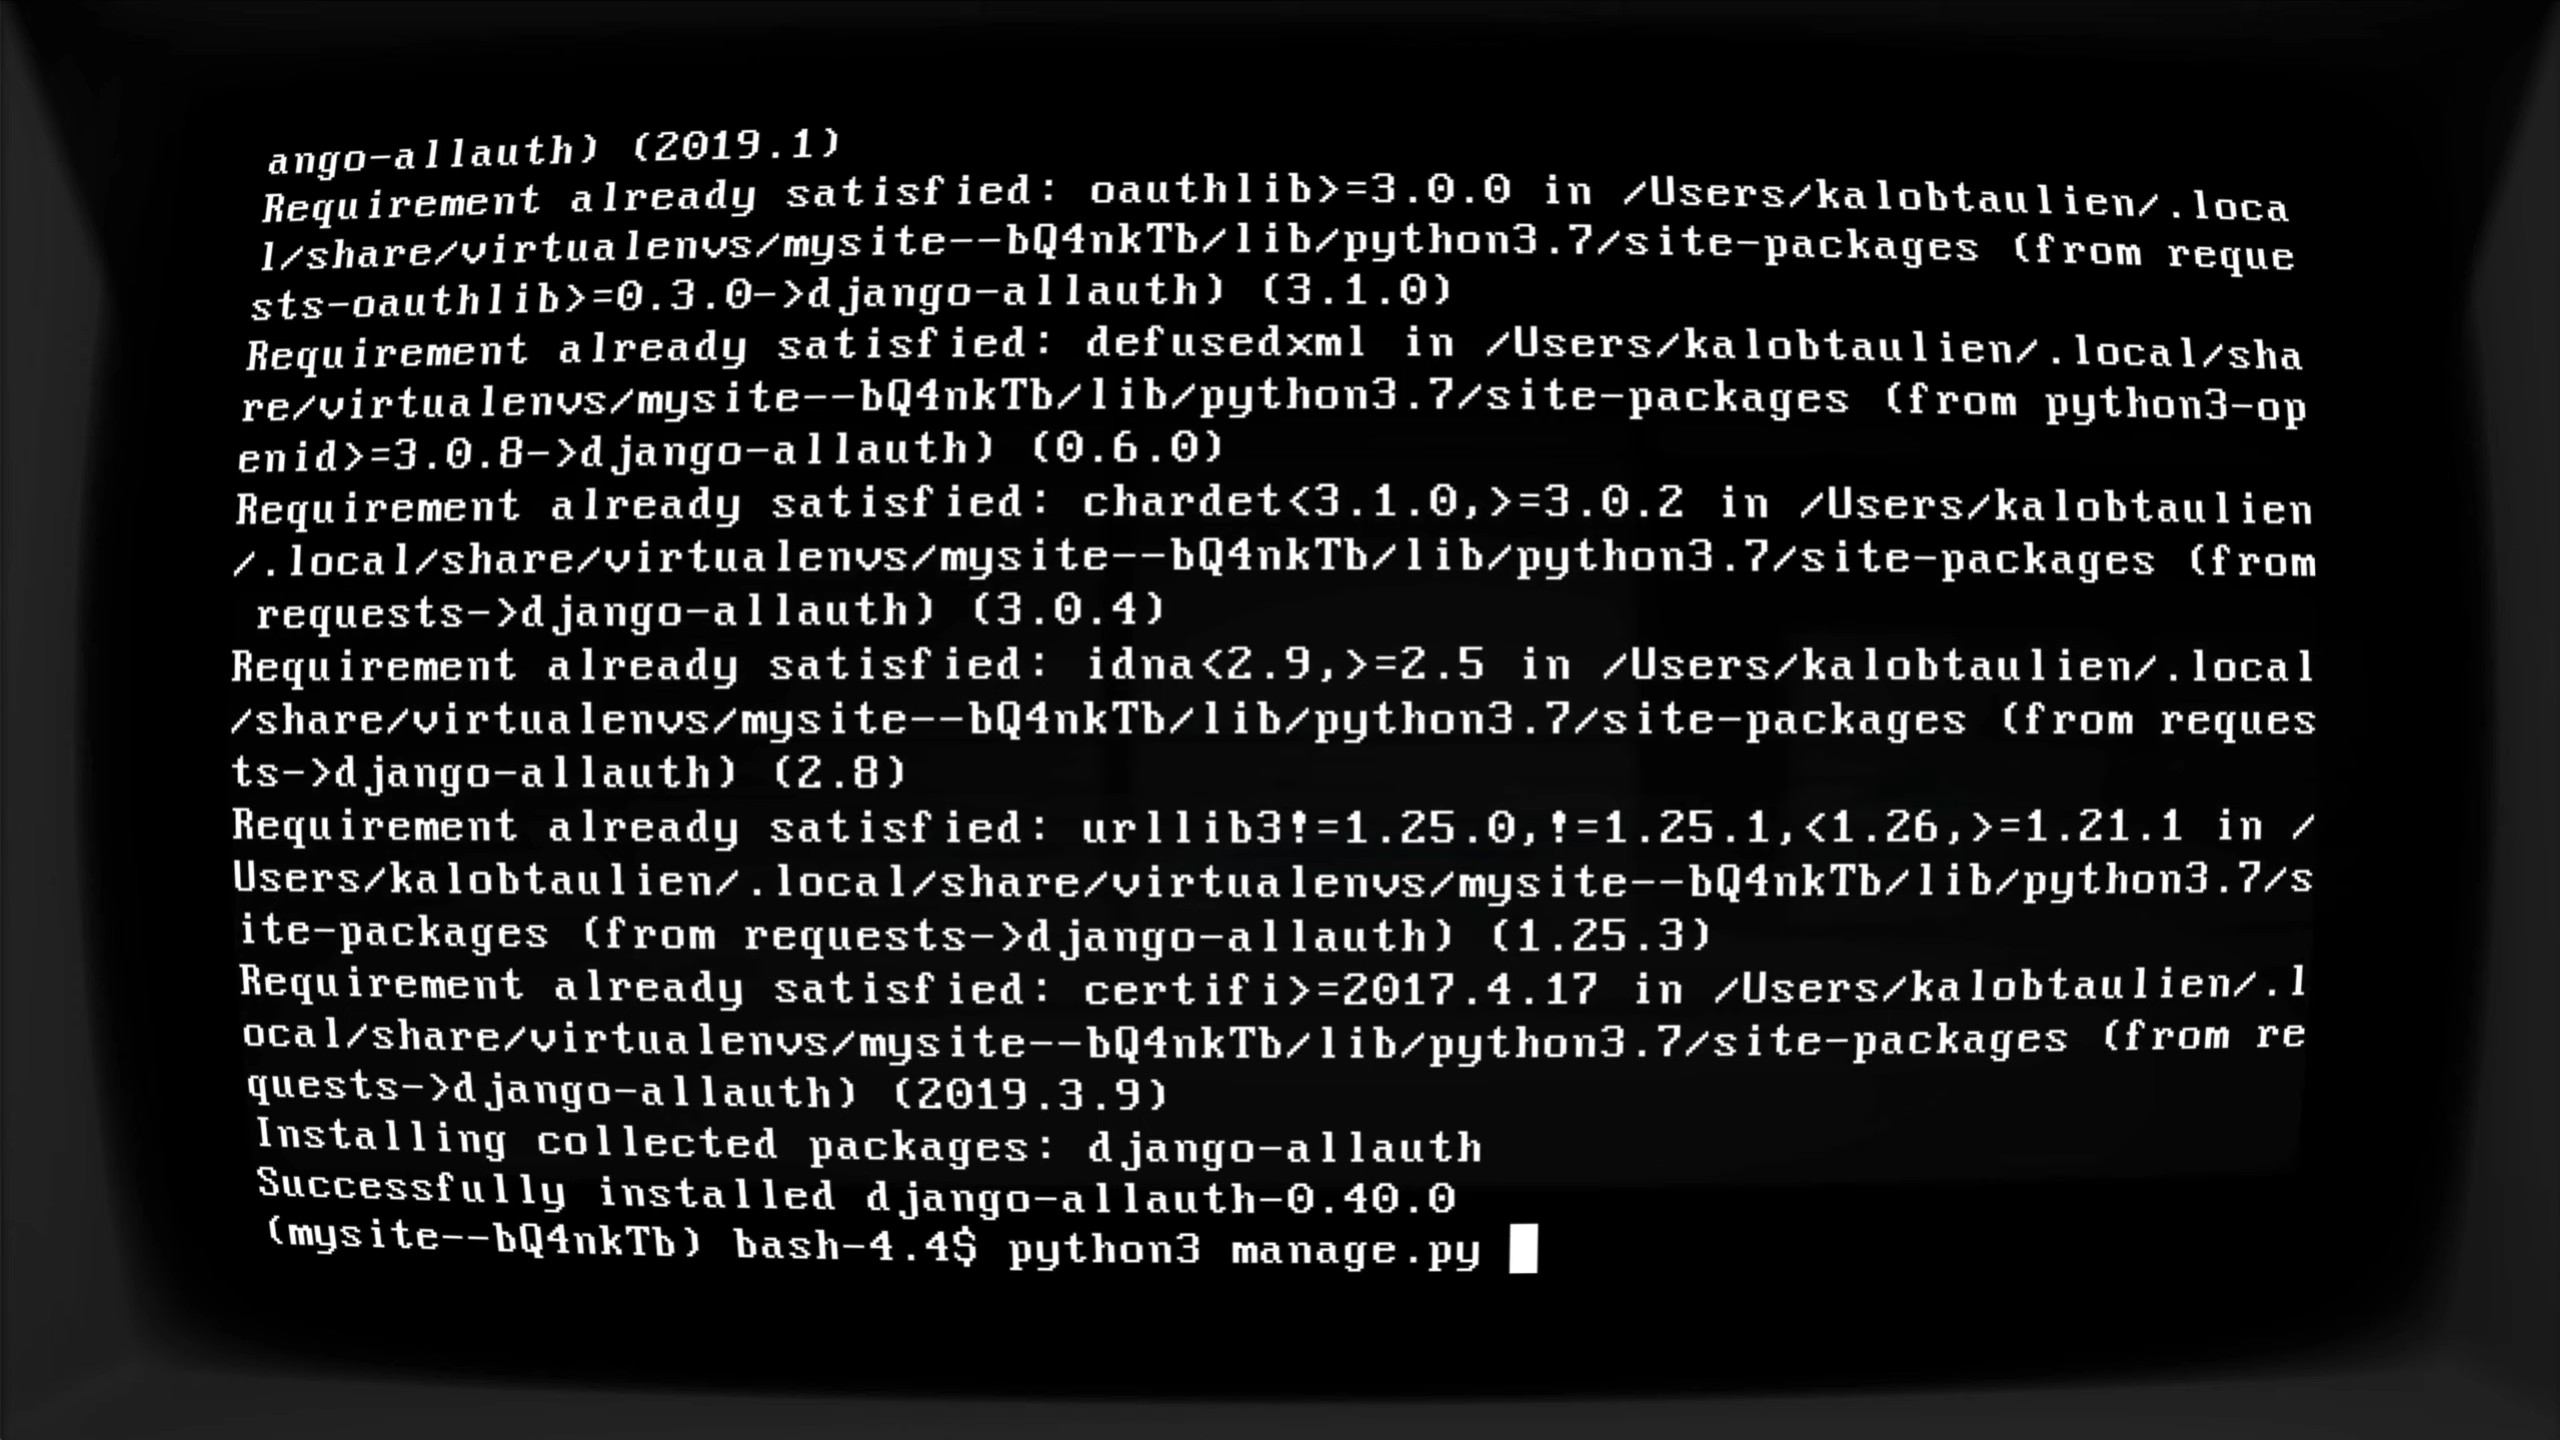 ango-allauth) (2019.1)
Requirement already satisfied: oauthlib>=3.0.0 in /Users/kalobtaulien/.loca
l/share/virtualenvs/mysite--bQ4nkTb/lib/python3.7/site-packages (from reque
sts-oauthlib>=0.3.0->django-allauth) (3.1.0)
Requirement already satisfied: defusedxml in /Users/kalobtaulien/.local/sha
re/virtualenvs/mysite--bQ4nkTb/lib/python3.7/site-packages (from python3-op
enid>=3.0.8->django-allauth) (0.6.0)
Requirement already satisfied: chardet<3.1.0,>=3.0.2 in /Users/kalobtaulien
/.local/share/virtualenvs/mysite--bQ4nkTb/lib/python3.7/site-packages (from
 requests->django-allauth) (3.0.4)
Requirement already satisfied: idna<2.9,>=2.5 in /Users/kalobtaulien/.local
/share/virtualenvs/mysite--bQ4nkTb/lib/python3.7/site-packages (from reques
ts->django-allauth) (2.8)
Requirement already satisfied: urllib3!=1.25.0,!=1.25.1,<1.26,>=1.21.1 in /
Users/kalobtaulien/.local/share/virtualenvs/mysite--bQ4nkTb/lib/python3.7/s
ite-packages (from requests->django-allauth) (1.25.3)
Requirement already satisfied: certifi>=2017.4.17 in /Users/kalobtaulien/.l
ocal/share/virtualenvs/mysite--bQ4nkTb/lib/python3.7/site-packages (from re
quests->django-allauth) (2019.3.9)
Installing collected packages: django-allauth
Successfully installed django-allauth-0.40.0
(mysite--bQ4nkTb) bash-4.4$ python3 manage.py